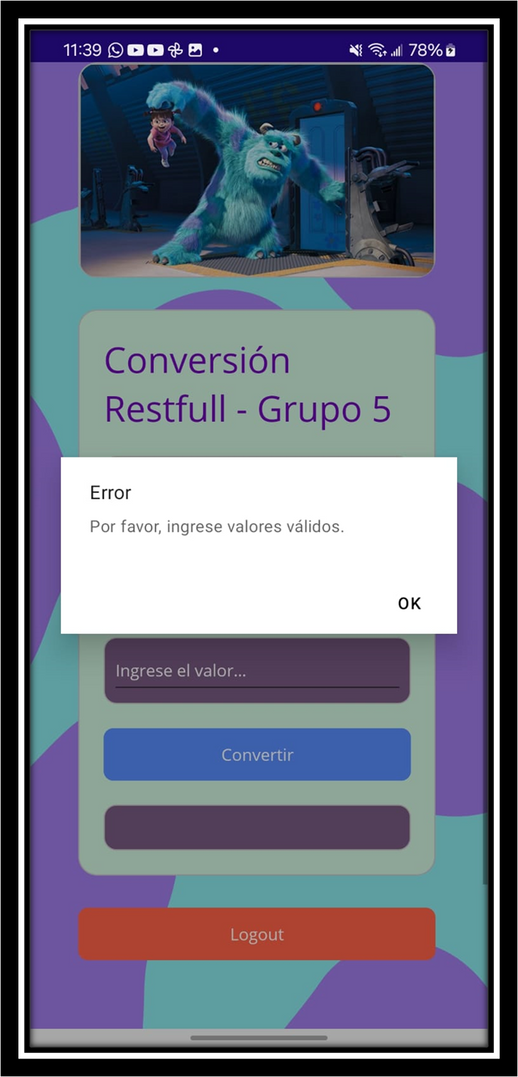 11:39
78%
Conversión
Restfull - Grupo 5
Error
Por favor, ingrese valores válidos.
OK
Ingrese el valor...
Convertir
Logout